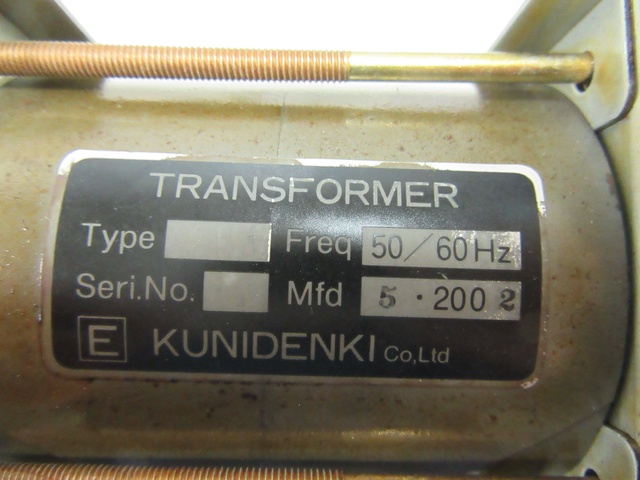 TRANSFORMER
Type Freq 50/60Hz
Seri.No. Mfd 5・2002
E KUNIDENKI Co,Ltd